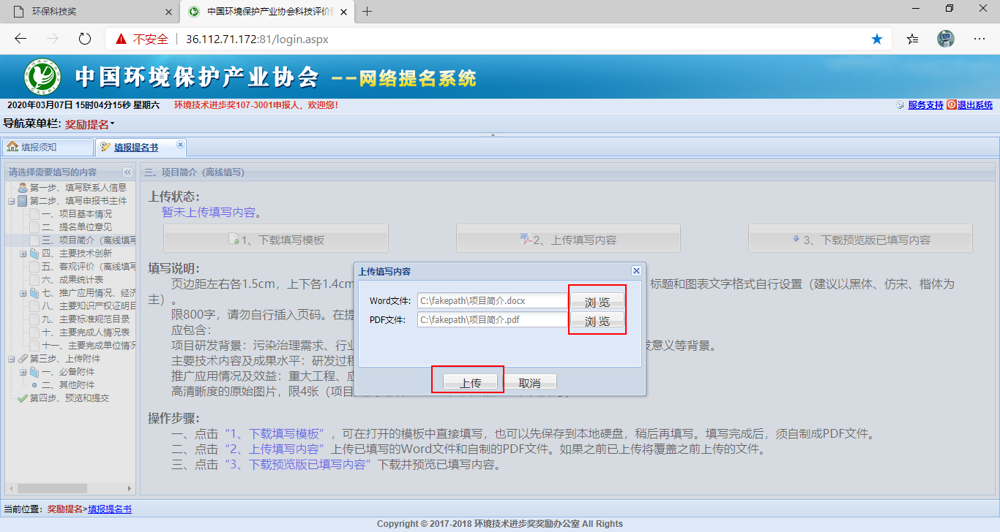 环保科技奖
中国环境保护产业协会科技评价
不安全 36.112.71.172:81/login.aspx
中国环境保护产业协会 --网络提名系统
2020年03月07日 15时04分15秒 星期六 环境技术进步奖107-3001申报人，欢迎您！ 服务支持 退出系统
导航菜单栏: 奖励提名
填报须知 填报提名书
请选择需要填写的内容
第一步、填写联系人信息
第二步、填写申报书主件
一、项目基本情况
二、提名单位意见
三、项目简介（离线填写
四、主要技术创新
五、客观评价（离线填写
六、成果统计表
七、推广应用情况、经济
八、主要知识产权证明目
九、主要标准规范目录
十、主要完成人情况表
十一、主要完成单位情况
第三步、上传附件
一、必备附件
二、其他附件
第四步、预览和提交
三、项目简介（离线填写）
上传状态：
暂未上传填写内容。
1、下载填写模板 2、上传填写内容 3、下载预览版已填写内容
填写说明：
页边距左右各1.5cm，上下各1.4cm 标题和图表文字格式自行设置（建议以黑体、仿宋、楷体为
主）。
限800字，请勿自行插入页码。在提
应包含：
项目研发背景：污染治理需求、行业 发意义等背景。
主要技术内容及成果水平：研发过程
推广应用情况及效益：重大工程、应
高清晰度的原始图片，限4张（项目
上传填写内容
Word文件: C:\fakepath\项目简介.docx 浏 览
PDF文件: C:\fakepath\项目简介.pdf 浏 览
上传 取消
操作步骤：
一、点击“1、下载填写模板”，可在打开的模板中直接填写，也可以先保存到本地硬盘，稍后再填写。填写完成后，须自制成PDF文件。
二、点击“2、上传填写内容”上传已填写的Word文件和自制的PDF文件。如果之前已上传将覆盖之前上传的文件。
三、点击“3、下载预览版已填写内容”下载并预览已填写内容。
当前位置: 奖励提名>填报提名书
Copyright © 2017-2018 环境技术进步奖奖励办公室 All Rights